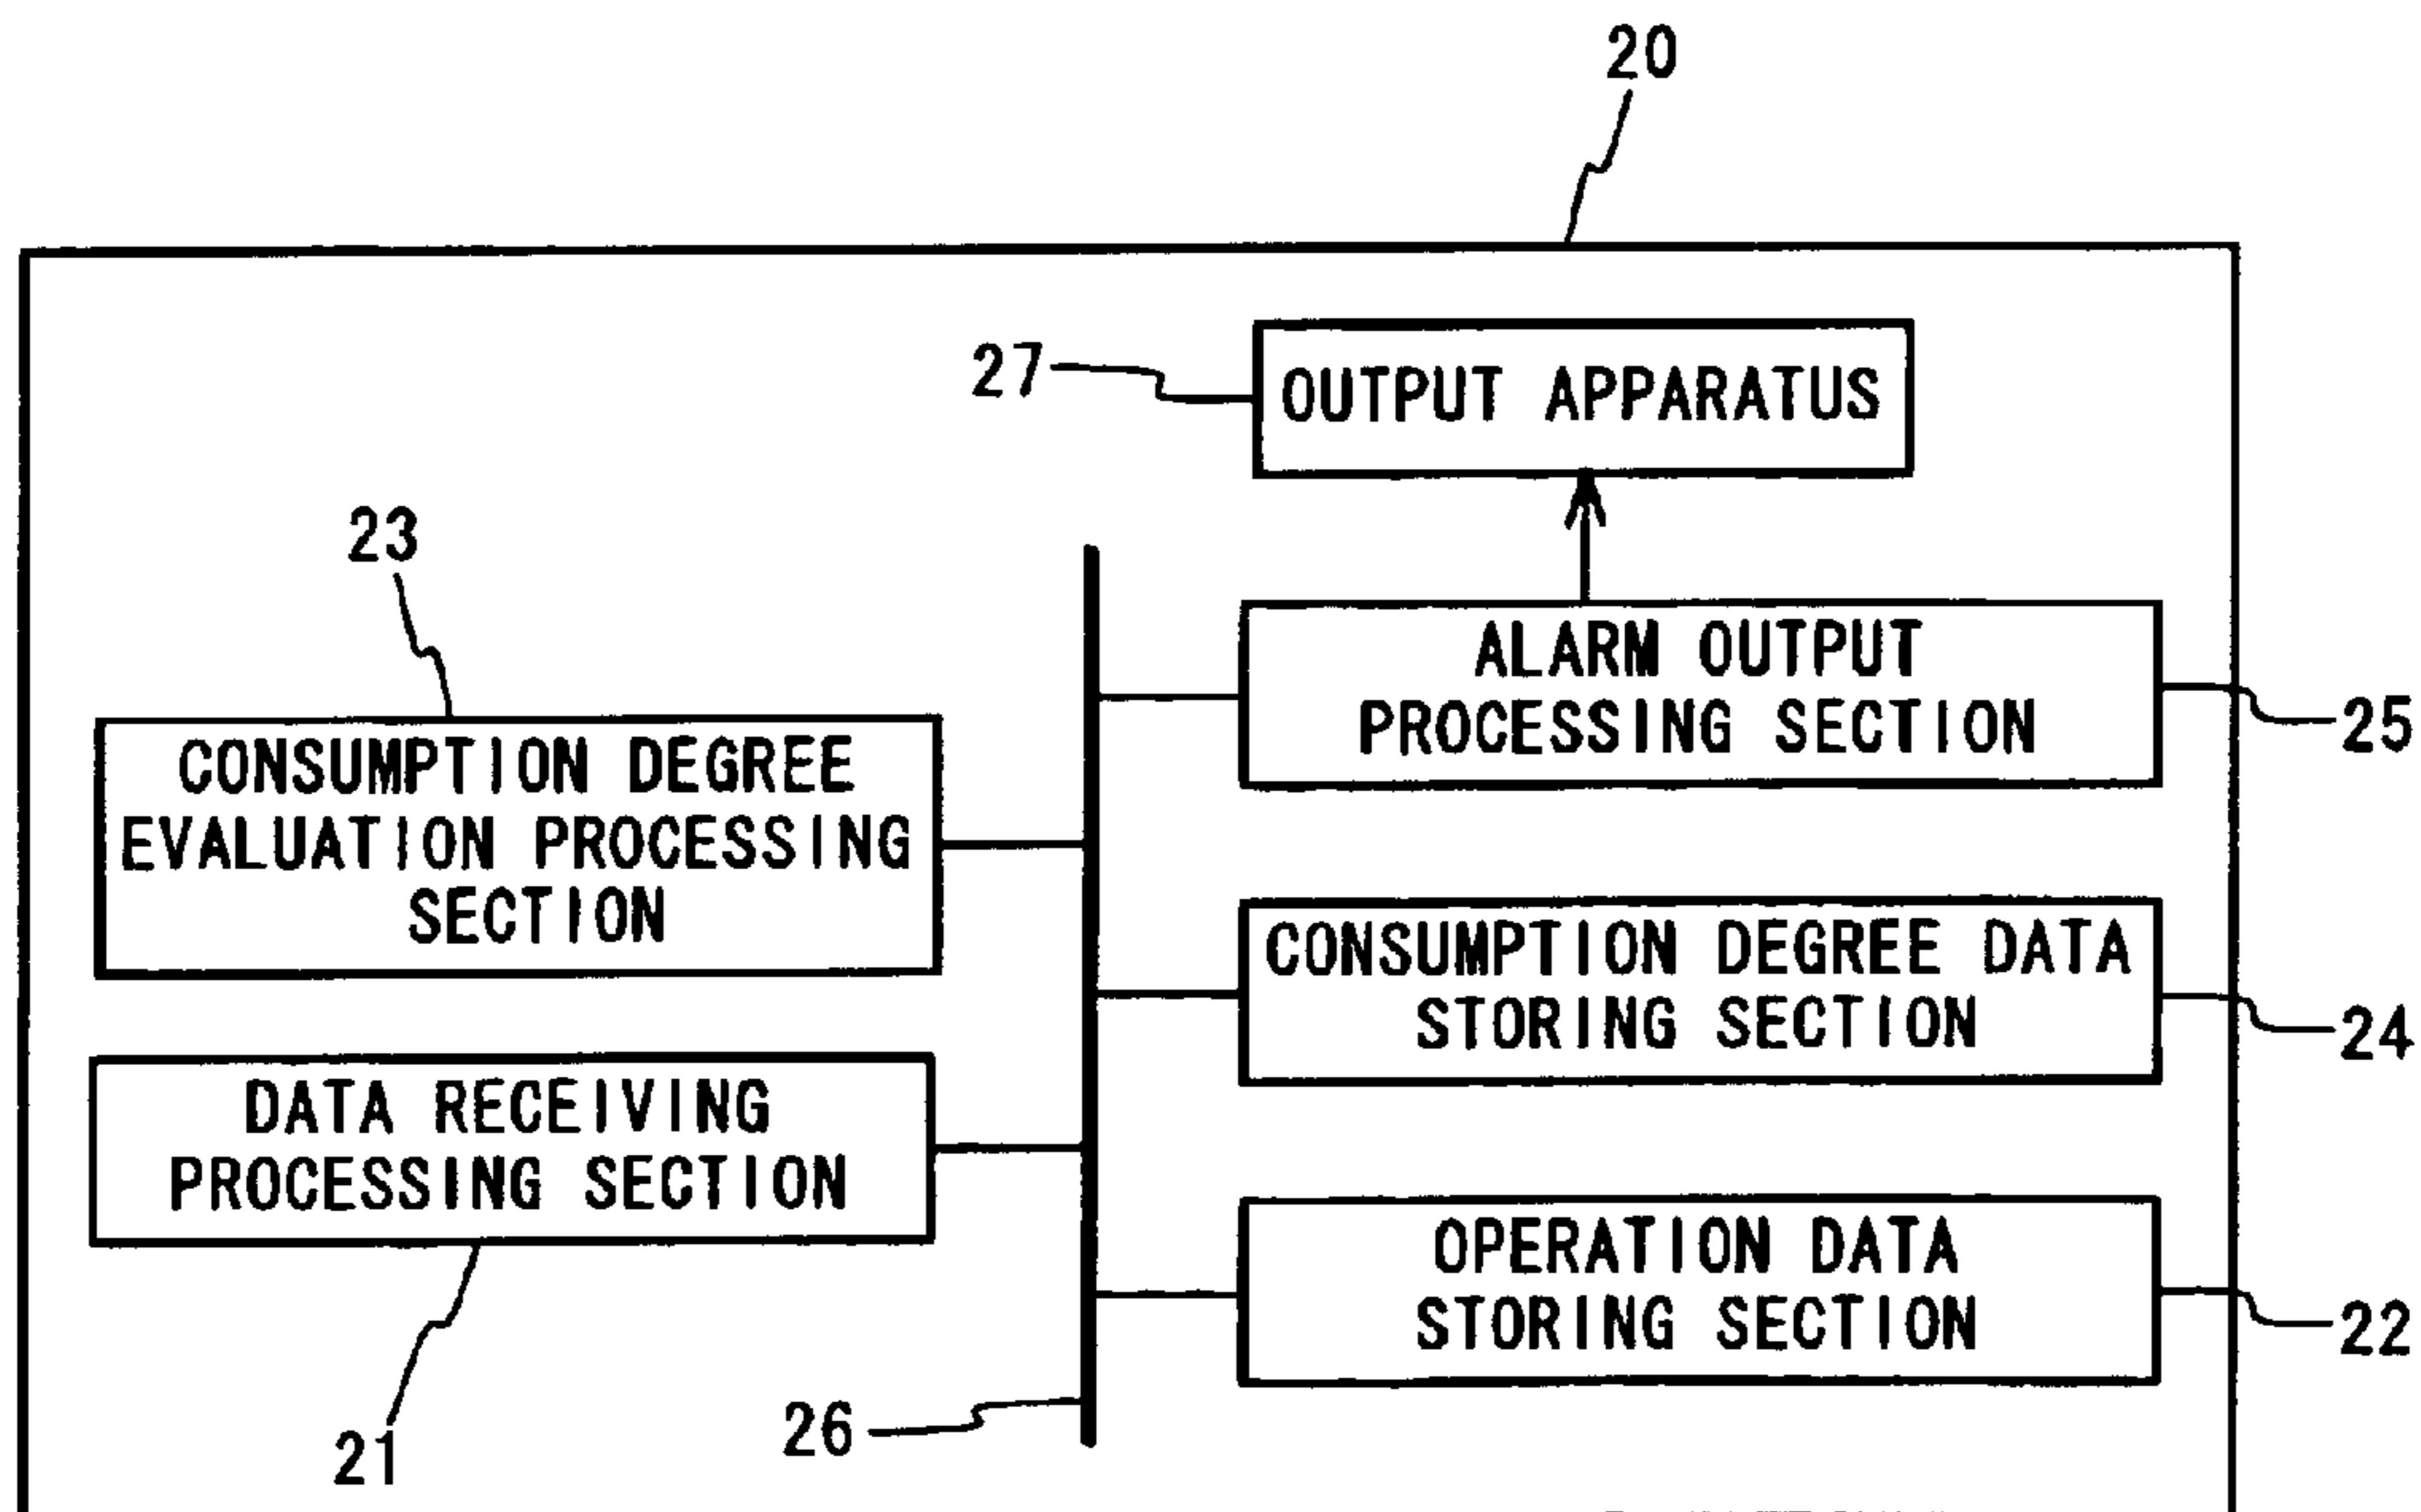 20
27
OUTPUT APPARATUS
23
ALARM OUTPUT
PROCESSING SECTION
25
CONSUMPTION DEGREE
EVALUATION PROCESSING
SECTION
CONSUMPTION DEGREE DATA
STORING SECTION
24
DATA RECEIVING
PROCESSING SECTION
OPERATION DATA
STORING SECTION
22
26
21